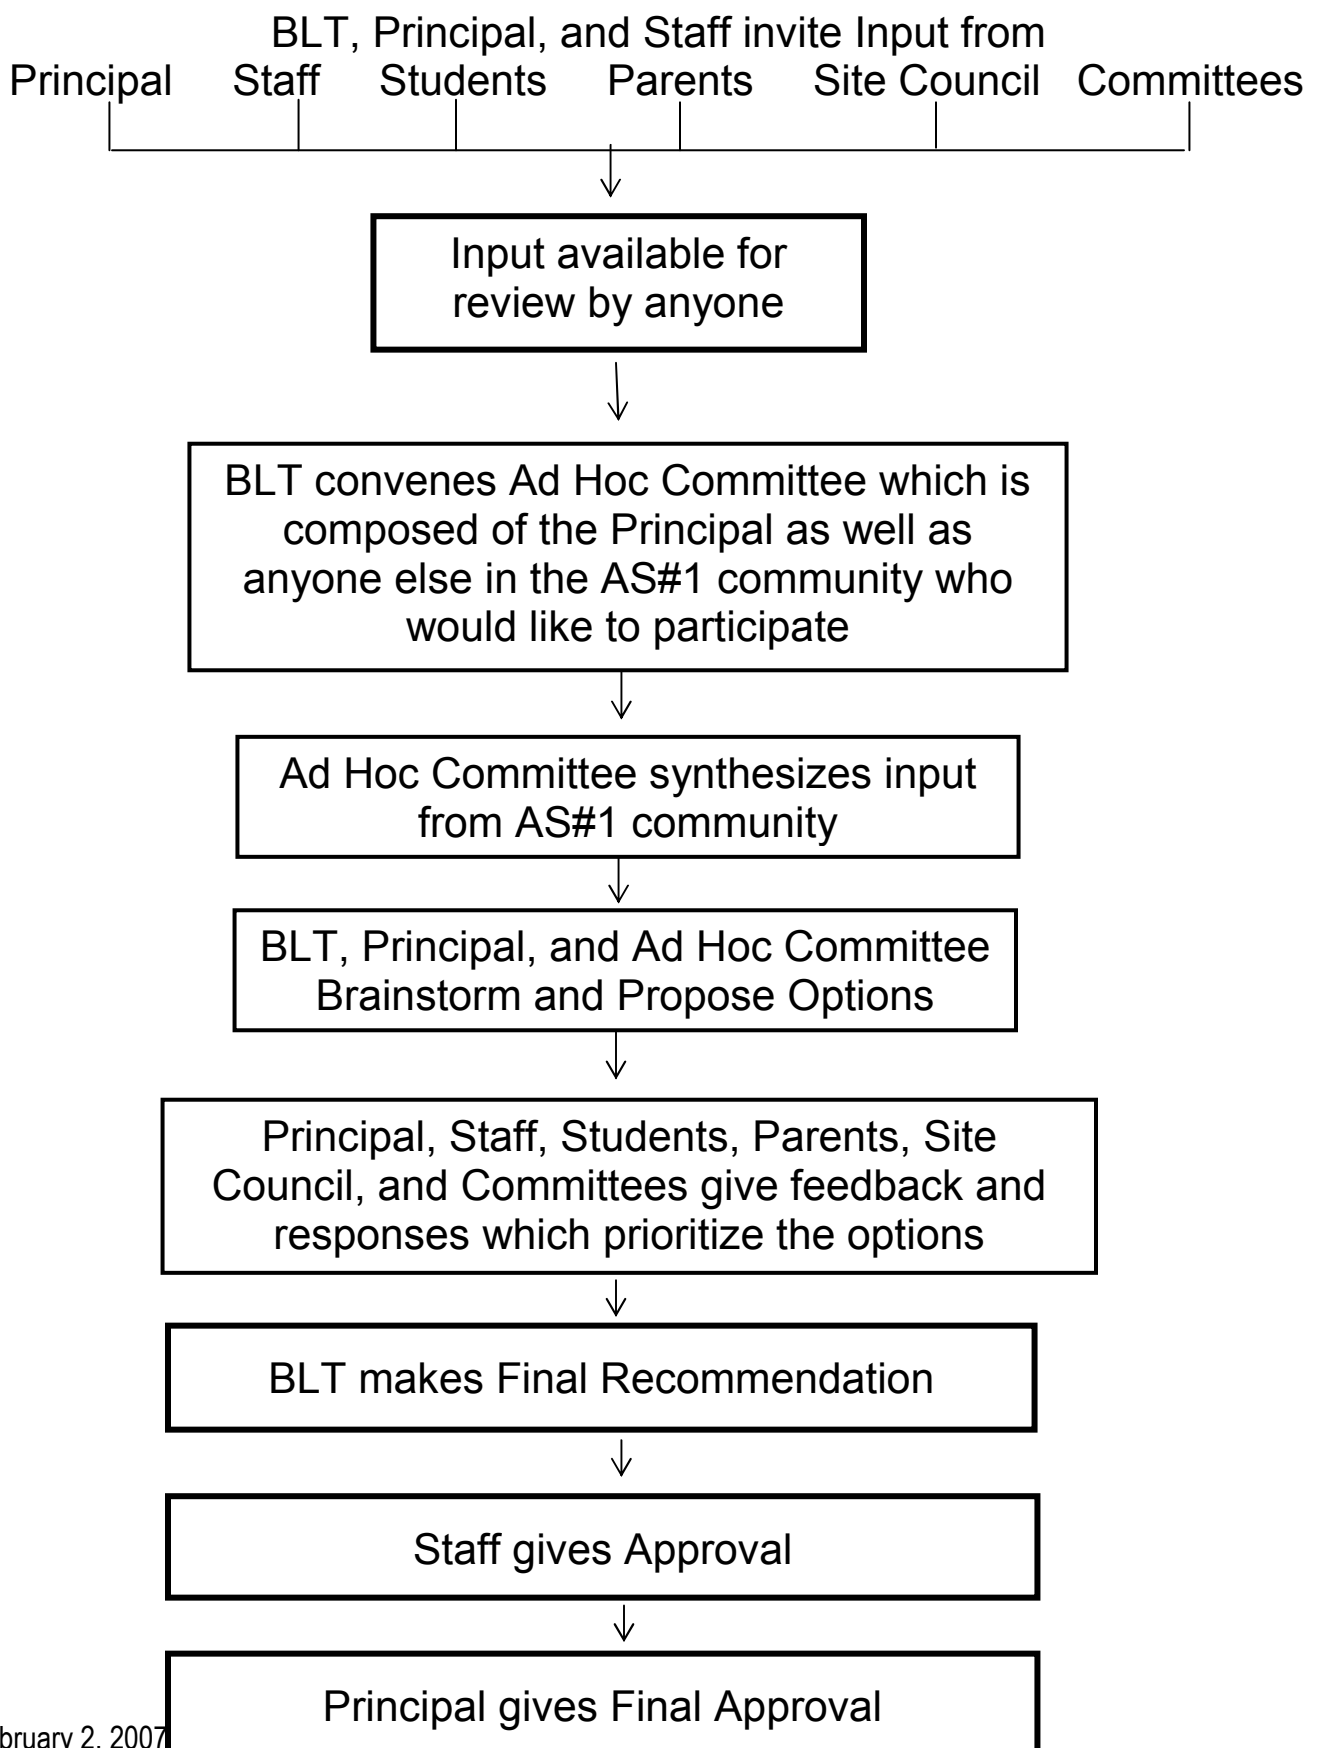 BLT, Principal, and Staff invite Input from
Principal Staff Students Parents Site Council Committees
Input available for
review by anyone
BLT convenes Ad Hoc Committee which is
composed of the Principal as well as
anyone else in the AS#1 community who
would like to participate
Ad Hoc Committee synthesizes input
from AS#1 community
BLT, Principal, and Ad Hoc Committee
Brainstorm and Propose Options
Principal, Staff, Students, Parents, Site
Council, and Committees give feedback and
responses which prioritize the options
BLT makes Final Recommendation
Staff gives Approval
Principal gives Final Approval
bruary 2, 2007